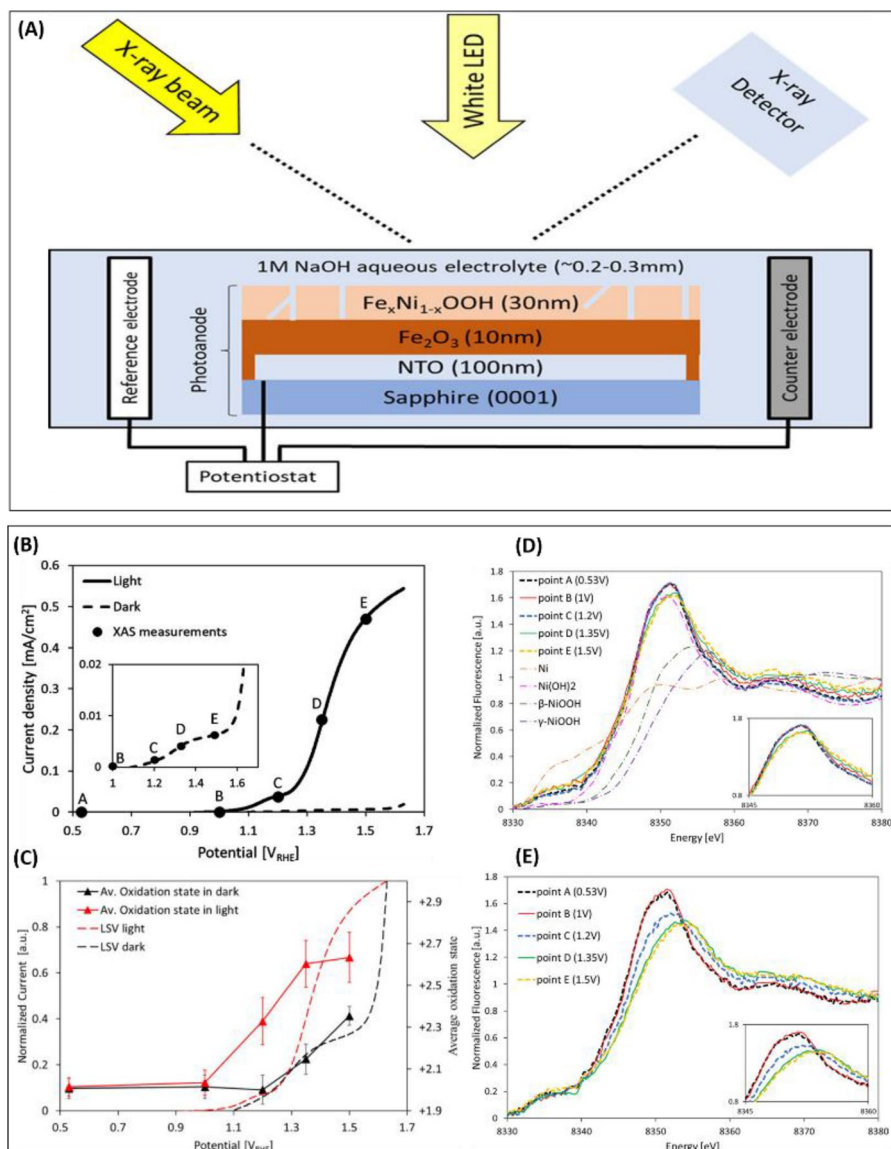 (A)
X-ray beam
White LED
X-ray
Detector
1M NaOH aqueous electrolyte (~0.2-0.3mm)
Reference electrode
Photoanode
FexNi1-xOOH (30nm)
Fe2O3 (10nm)
NTO (100nm)
Sapphire (0001)
Counter electrode
Potentiostat
(B)
0.6
0.5
0.4
0.3
0.2
0.1
0
Current density [mA/cm²]
Light
Dark
XAS measurements
0.02
0.01
0
B
C
D
E
1 1.2 1.4 1.6
A
B
C
D
E
0.5 0.7 0.9 1.1 1.3 1.5 1.7
Potential [VRHE]
(C)
1
0.8
0.6
0.4
0.2
0
Normalized Current [a.u.]
Av. Oxidation state in dark
Av. Oxidation state in light
LSV light
LSV dark
+2.9
+2.7
+2.5
+2.3
+2.1
+1.9
Average oxidation state
0.5 0.7 0.9 1.1 1.3 1.5 1.7
Potential [VRHE]
(D)
1.8
1.6
1.4
1.2
1
0.8
0.6
0.4
0.2
0
Normalized Fluorescence [a.u.]
point A (0.53V)
point B (1V)
point C (1.2V)
point D (1.35V)
point E (1.5V)
Ni
Ni(OH)2
β-NiOOH
γ-NiOOH
1.8
0.8
8345 8360
8330 8340 8350 8360 8370 8380
Energy [eV]
(E)
1.8
1.6
1.4
1.2
1
0.8
0.6
0.4
0.2
0
Normalized Fluorescence [a.u.]
point A (0.53V)
point B (1V)
point C (1.2V)
point D (1.35V)
point E (1.5V)
1.8
0.8
8345 8360
8330 8340 8350 8360 8370 8380
Energy [eV]